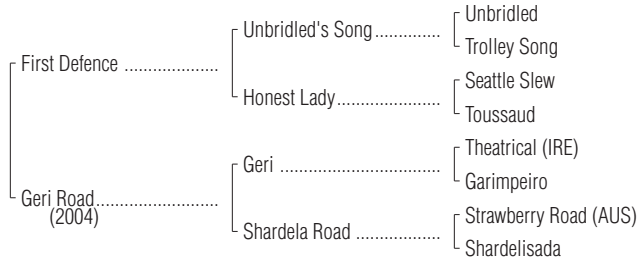 Unbridled
Unbridled's Song..............
Trolley Song
First Defence .....................
Seattle Slew
Honest Lady.......................
Toussaud
Theatrical (IRE)
Geri ....................................
Garimpeiro
Geri Road...........................
(2004)
Strawberry Road (AUS)
Shardela Road ..................
Shardelisada